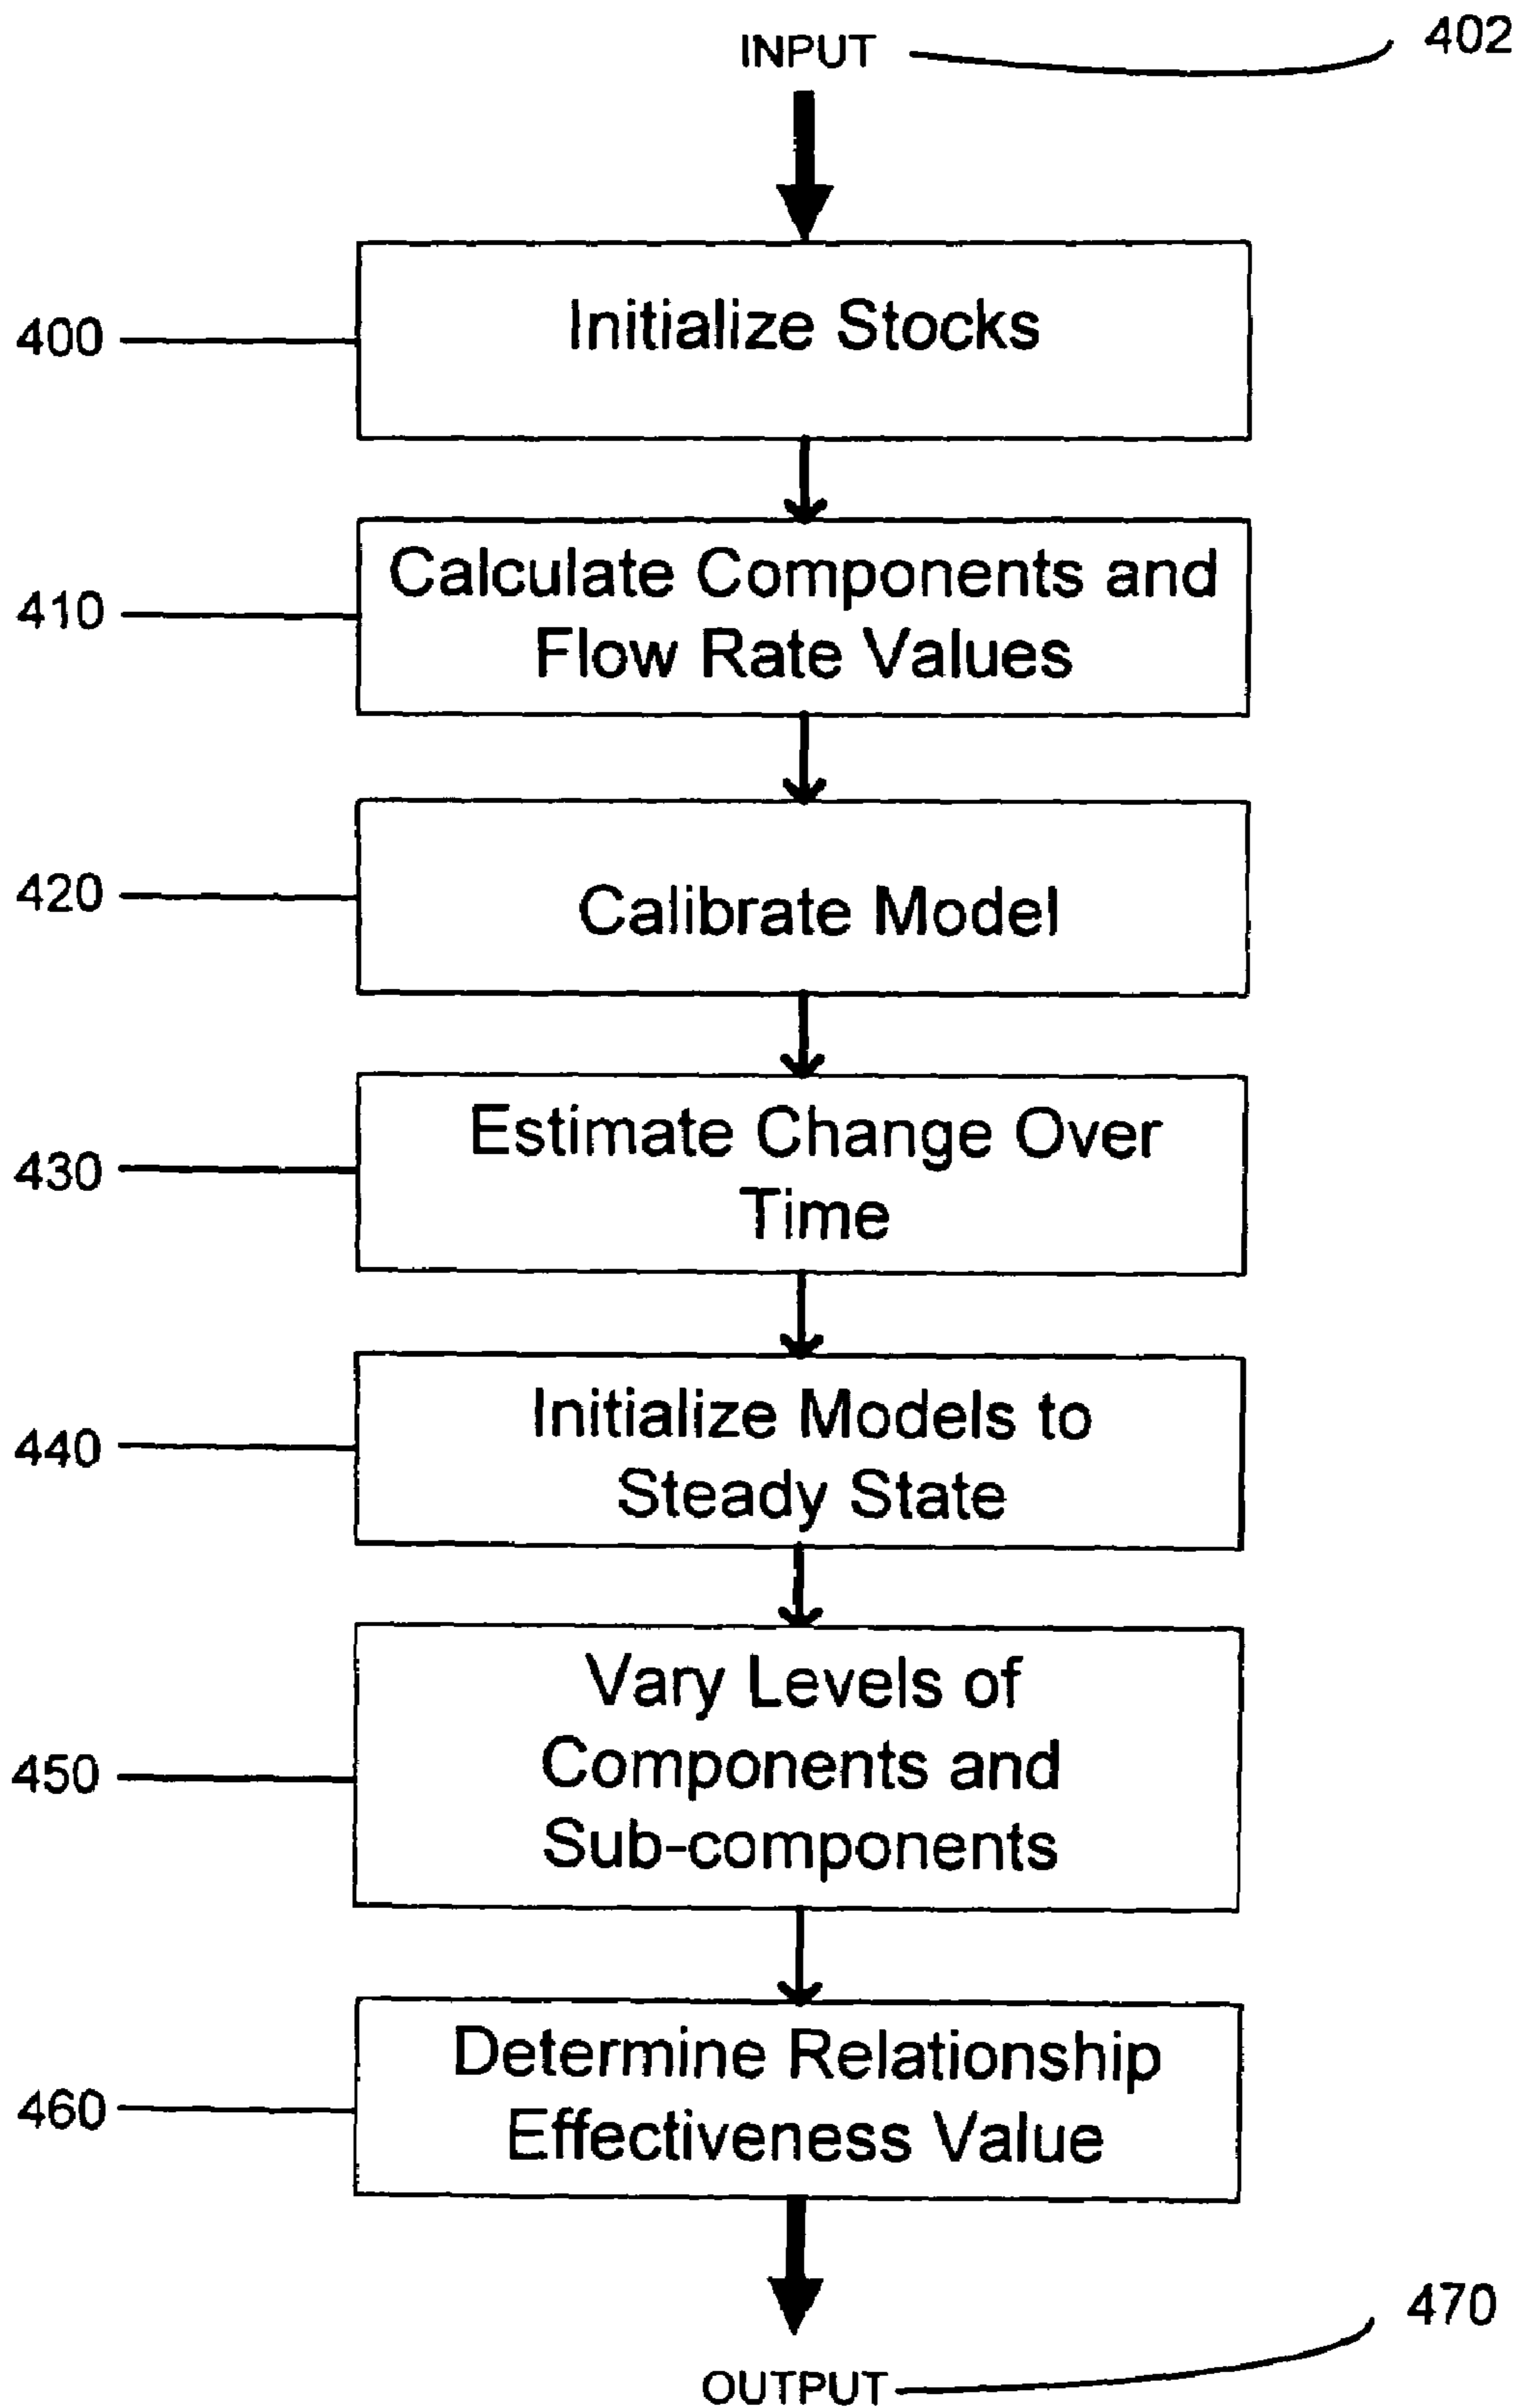 402
INPUT
400
Initialize Stocks
410
Calculate Components and
Flow Rate Values
420
Calibrate Model
430
Estimate Change Over
Time
440
Initialize Models to
Steady State
450
Vary Levels of
Components and
Sub-components
460
Determine Relationship
Effectiveness Value
470
OUTPUT